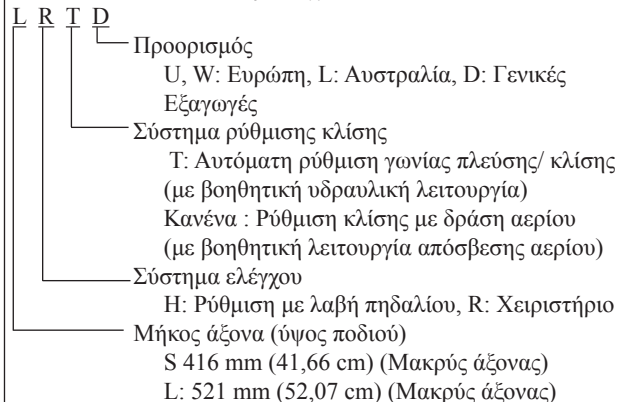 L R T D
Προορισμός
U, W: Ευρώπη, L: Αυστραλία, D: Γενικές
Εξαγωγές
Σύστημα ρύθμισης κλίσης
T: Αυτόματη ρύθμιση γωνίας πλεύσης/ κλίσης
(με βοηθητική υδραυλική λειτουργία)
Κανένα : Ρύθμιση κλίσης με δράση αερίου
(με βοηθητική λειτουργία απόσβεσης αερίου)
Σύστημα ελέγχου
H: Ρύθμιση με λαβή πηδαλίου, R: Χειριστήριο
Μήκος άξονα (ύψος ποδιού)
S 416 mm (41,66 cm) (Μακρύς άξονας)
L: 521 mm (52,07 cm) (Μακρύς άξονας)